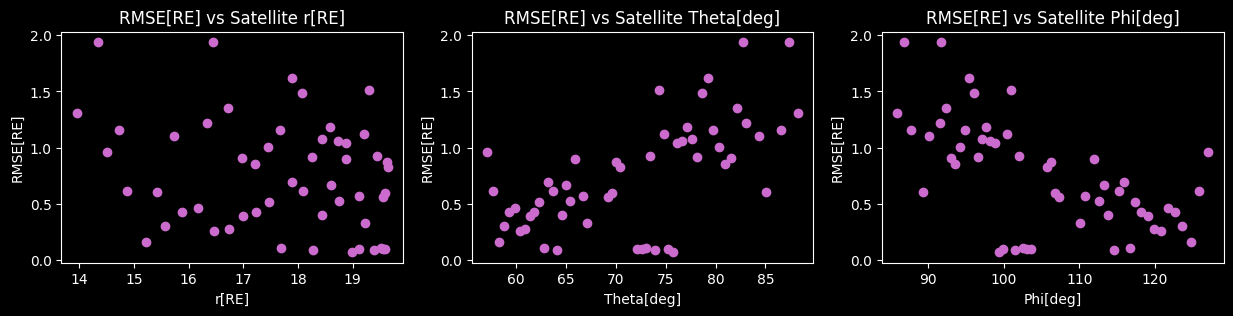 RMSE[RE] vs Satellite r[RE]
RMSE[RE]
2.0
1.5
1.0
0.5
0.0
14 15 16 17 18 19
r[RE]
RMSE[RE] vs Satellite Theta[deg]
RMSE[RE]
2.0
1.5
1.0
0.5
0.0
60 65 70 75 80 85
Theta[deg]
RMSE[RE] vs Satellite Phi[deg]
RMSE[RE]
2.0
1.5
1.0
0.5
0.0
90 100 110 120
Phi[deg]